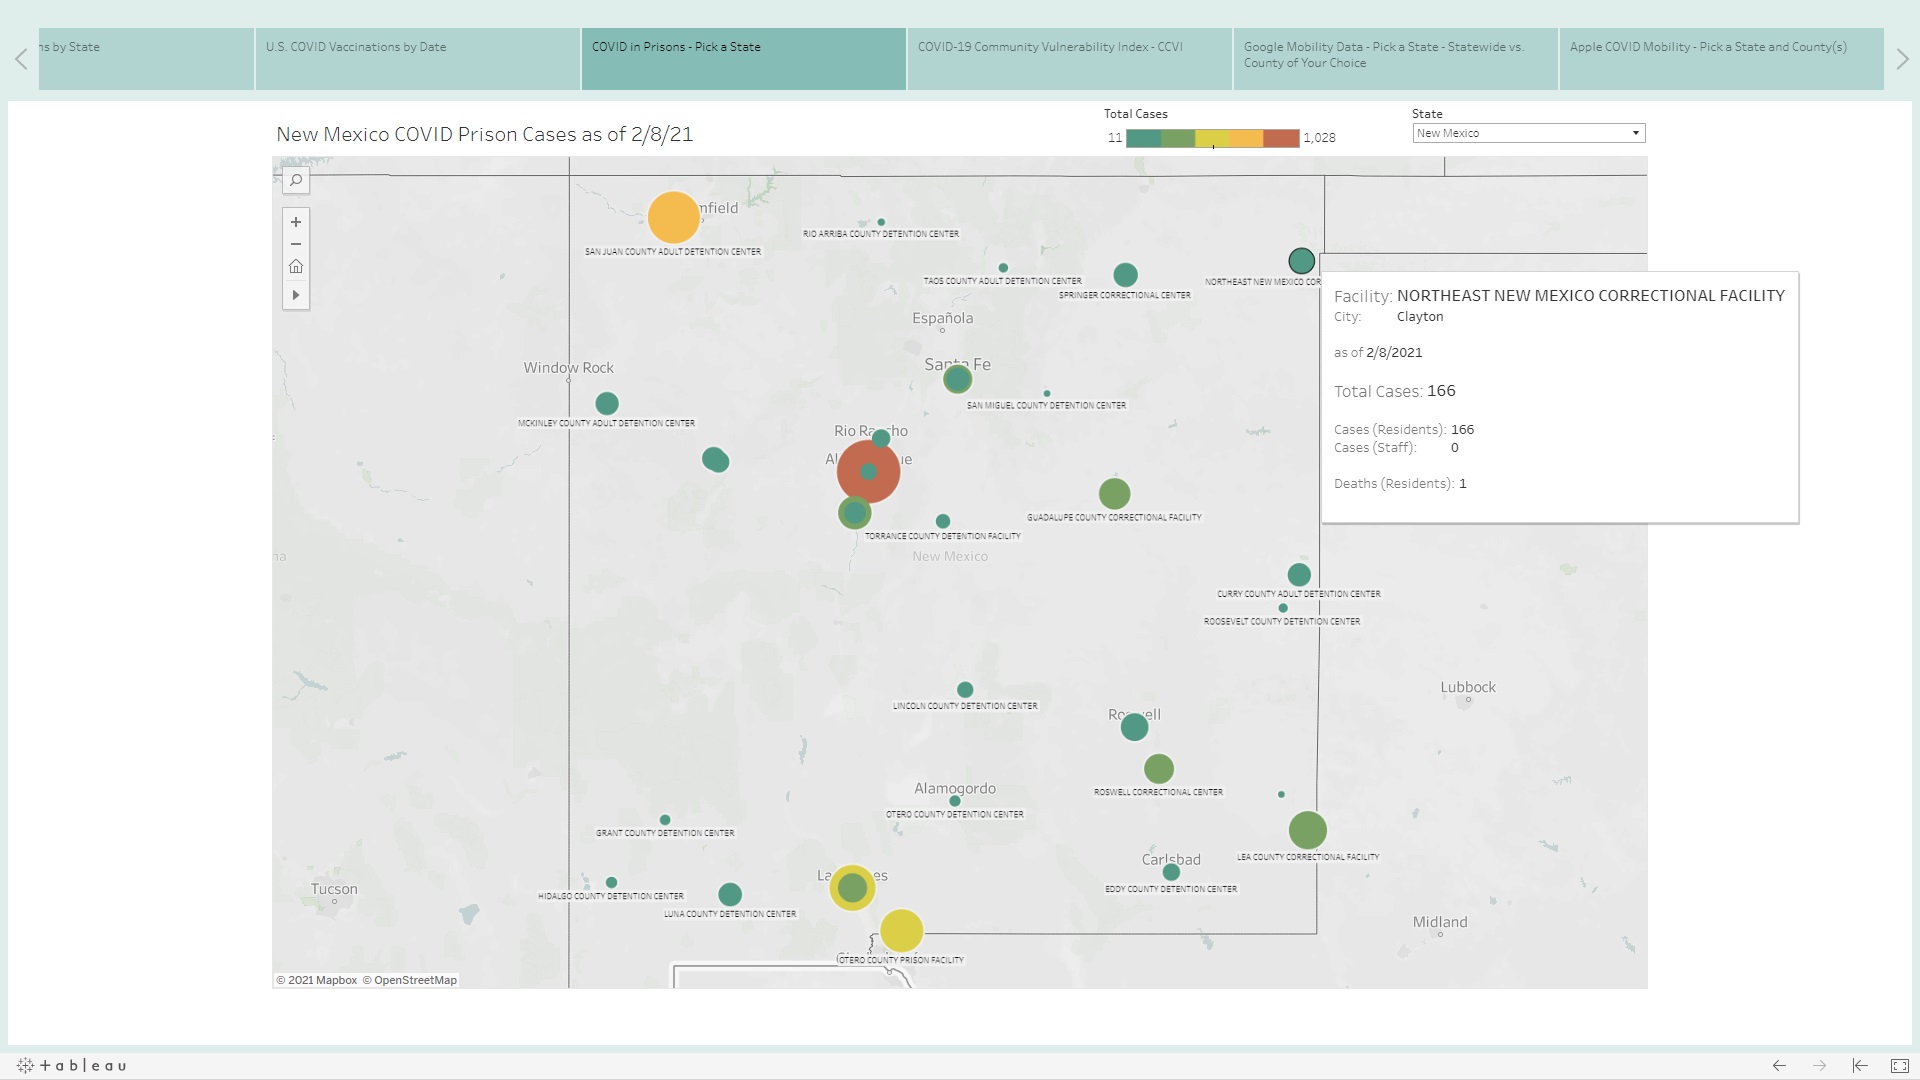 ns by State
U.S. COVID Vaccinations by Date
COVID in Prisons - Pick a State
COVID-19 Community Vulnerability Index - CCVI
Google Mobility Data - Pick a State - Statewide vs.
County of Your Choice
Apple COVID Mobility - Pick a State and County(s)
New Mexico COVID Prison Cases as of 2/8/21
Total Cases
11
1,028
State
New Mexico
nfield
SAN JUAN COUNTY ADULT DETENTION CENTER
RIO ARRIBA COUNTY DETENTION CENTER
TAOS COUNTY ADULT DETENTION CENTER
SPRINGER CORRECTIONAL CENTER
NORTHEAST NEW MEXICO COR
Facility: NORTHEAST NEW MEXICO CORRECTIONAL FACILITY
City: Clayton
as of 2/8/2021
Total Cases: 166
Cases (Residents): 166
Cases (Staff): 0
Deaths (Residents): 1
Española
Window Rock
Santa Fe
SAN MIGUEL COUNTY DETENTION CENTER
MCKINLEY COUNTY ADULT DETENTION CENTER
Rio Rancho
Al ue
GUADALUPE COUNTY CORRECTIONAL FACILITY
TORRANCE COUNTY DETENTION FACILITY
na
New Mexico
CURRY COUNTY ADULT DETENTION CENTER
ROOSEVELT COUNTY DETENTION CENTER
Lubbock
LINCOLN COUNTY DETENTION CENTER
Roswell
Alamogordo
ROSWELL CORRECTIONAL CENTER
OTERO COUNTY DETENTION CENTER
GRANT COUNTY DETENTION CENTER
LEA COUNTY CORRECTIONAL FACILITY
Carlsbad
La es
Tucson
EDDY COUNTY DETENTION CENTER
HIDALGO COUNTY DETENTION CENTER
LUNA COUNTY DETENTION CENTER
Midland
OTERO COUNTY PRISON FACILITY
© 2021 Mapbox © OpenStreetMap
+ableau